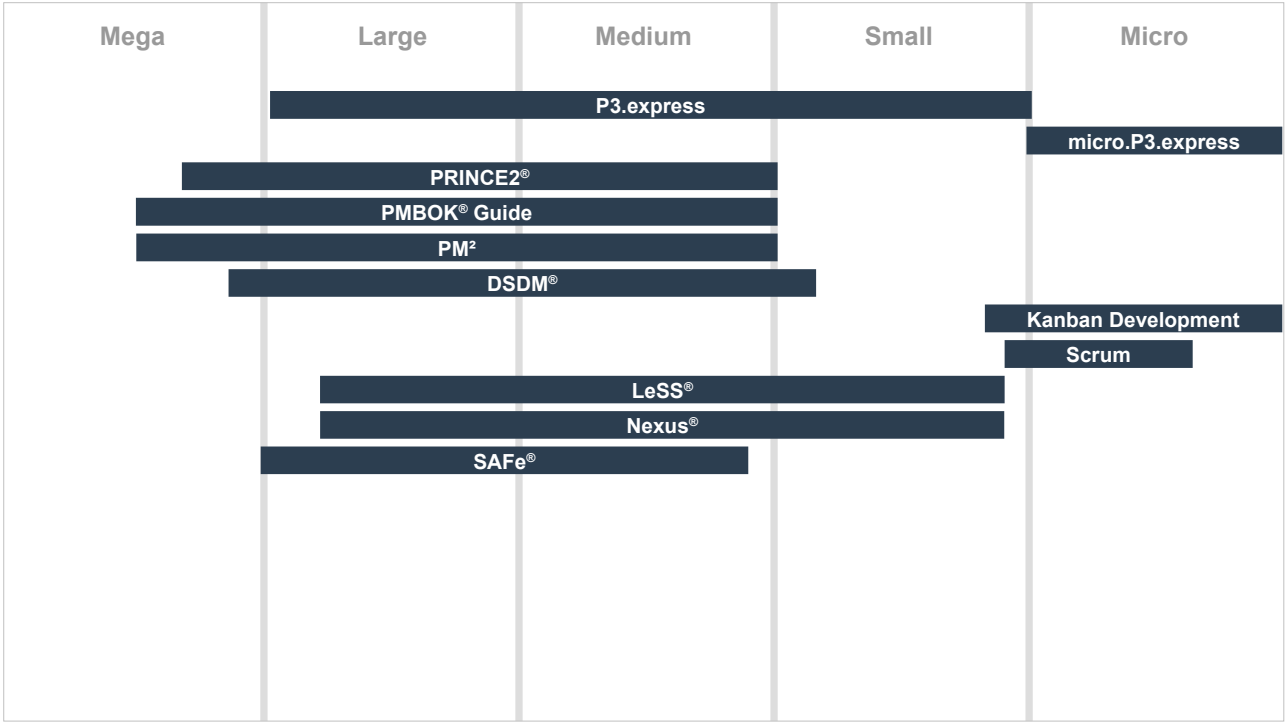 Mega Large Medium Small Micro
P3.express
micro.P3.express
PRINCE2®
PMBOK® Guide
PM²
DSDM®
Kanban Development
Scrum
LeSS®
Nexus®
SAFe®